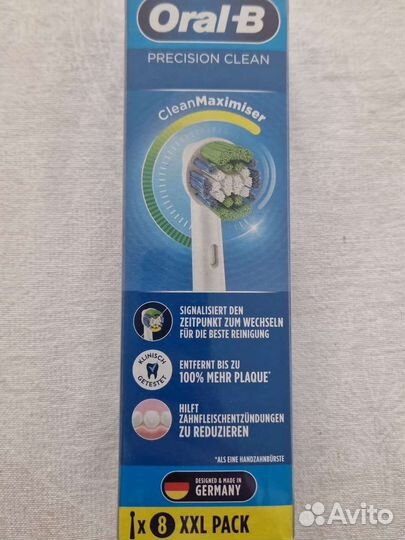 Oral-B
PRECISION CLEAN
CleanMaximiser
SIGNALISIERT DEN
ZEITPUNKT ZUM WECHSELN
FÜR DIE BESTE REINIGUNG
KLINISCH
GETESTET
ENTFERNT BIS ZU
100% MEHR PLAQUE*
HILFT
ZAHNFLEISCHENTZÜNDUNGEN
ZU REDUZIEREN
*ALS EINE HANDZAHNBÜRSTE
DESIGNED & MADE IN
GERMANY
x 8 XXL PACK
Avito